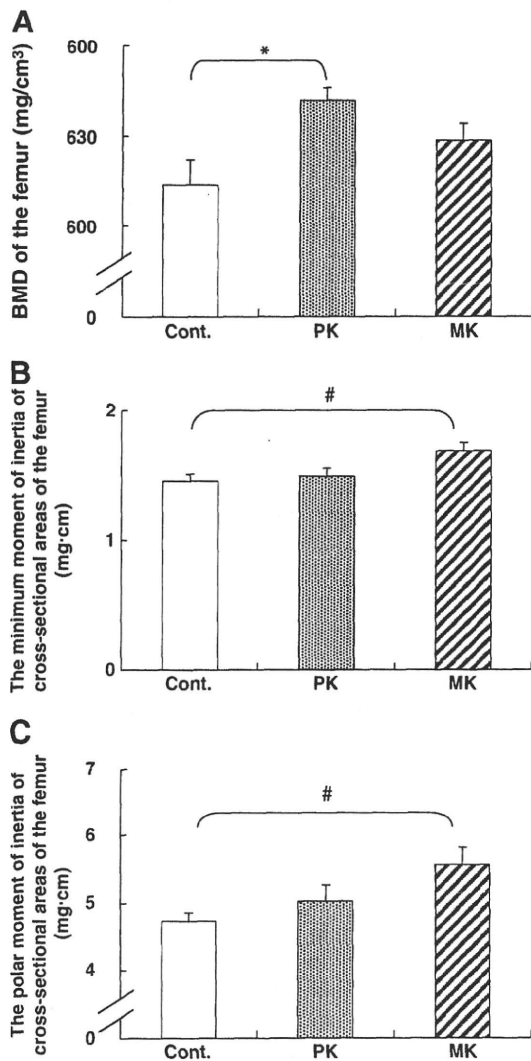 A
BMD of the femur (mg/cm³)
600
630
600
0
*
Cont. PK MK
B
The minimum moment of inertia of
cross-sectional areas of the femur
(mg·cm)
2
1
0
#
Cont. PK MK
C
The polar moment of inertia of
cross-sectional areas of the femur
(mg·cm)
7
6
5
4
0
#
Cont. PK MK